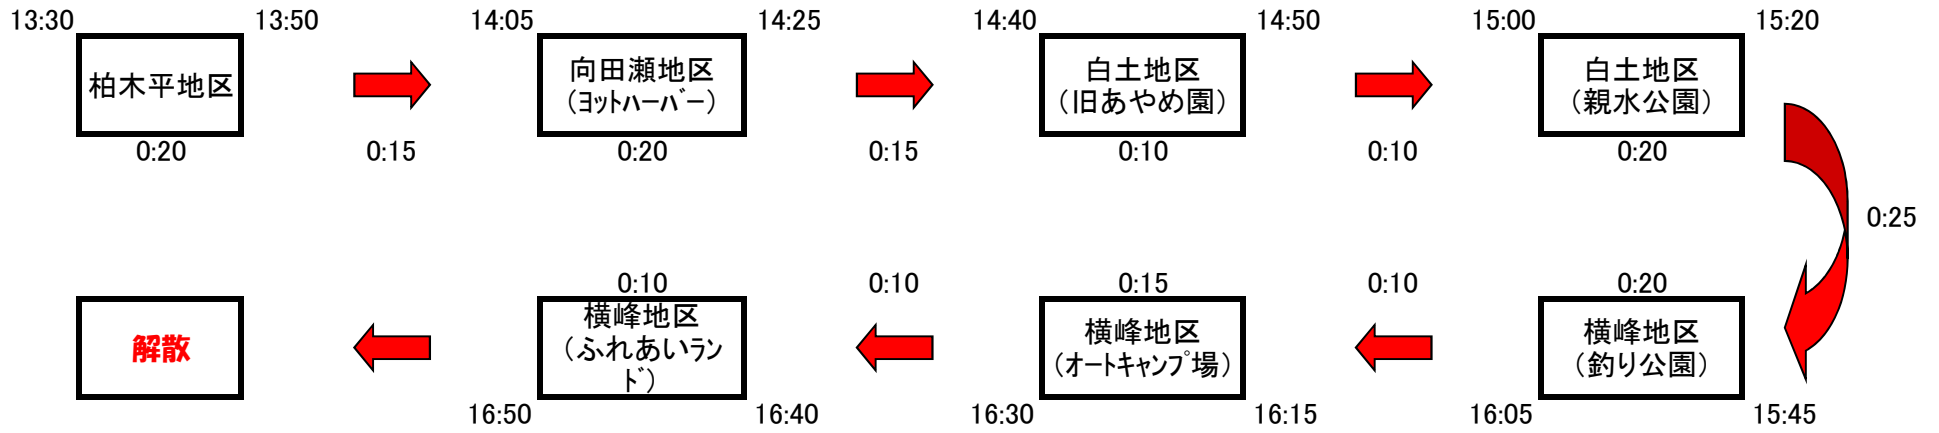 13:30 13:50 14:05 14:25 14:40 14:50 15:00 15:20
柏木平地区
向田瀬地区
（ﾖｯﾄﾊｰﾊﾞｰ）
白土地区
（旧あやめ園）
白土地区
（親水公園）
0:20 0:15 0:20 0:15 0:10 0:10 0:20
0:25
0:10 0:10 0:15 0:10 0:20
解散
横峰地区
（ふれあいﾗﾝ
ﾄﾞ）
横峰地区
（ｵｰﾄｷｬﾝﾌﾟ場）
横峰地区
（釣り公園）
16:50 16:40 16:30 16:15 16:05 15:45